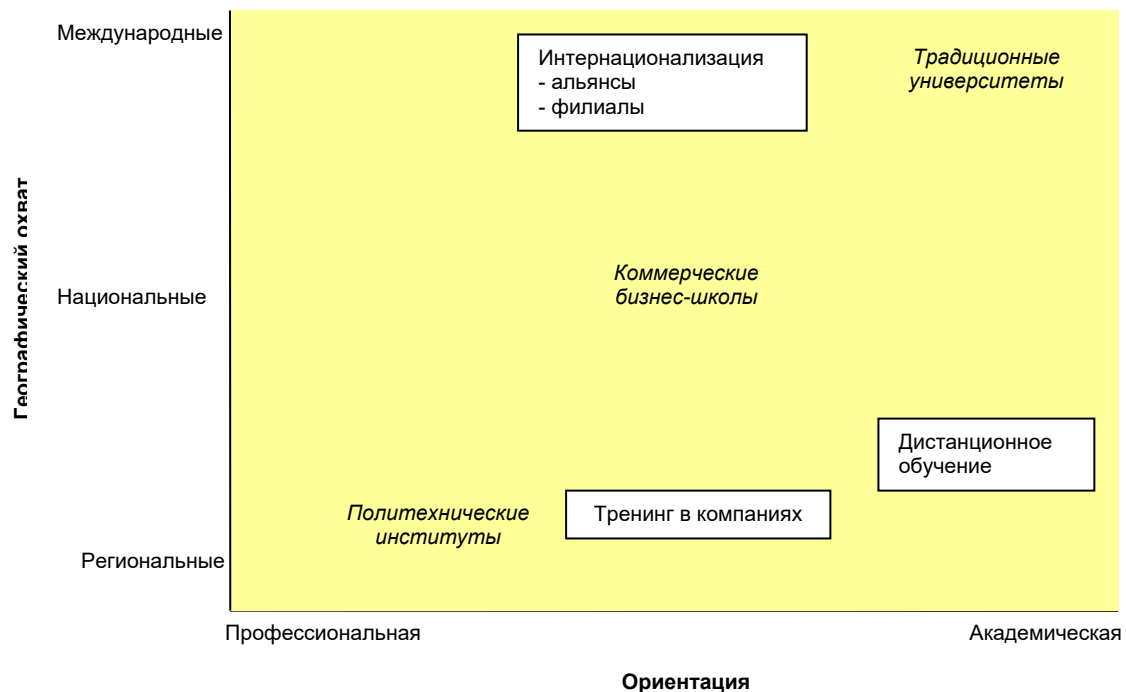 Международные
Интернационализация
- альянсы
- филиалы
Традиционные
университеты
Географический охват
Национальные
Коммерческие
бизнес-школы
Дистанционное
обучение
Политехнические
институты
Тренинг в компаниях
Региональные
Профессиональная
Академическая
Ориентация